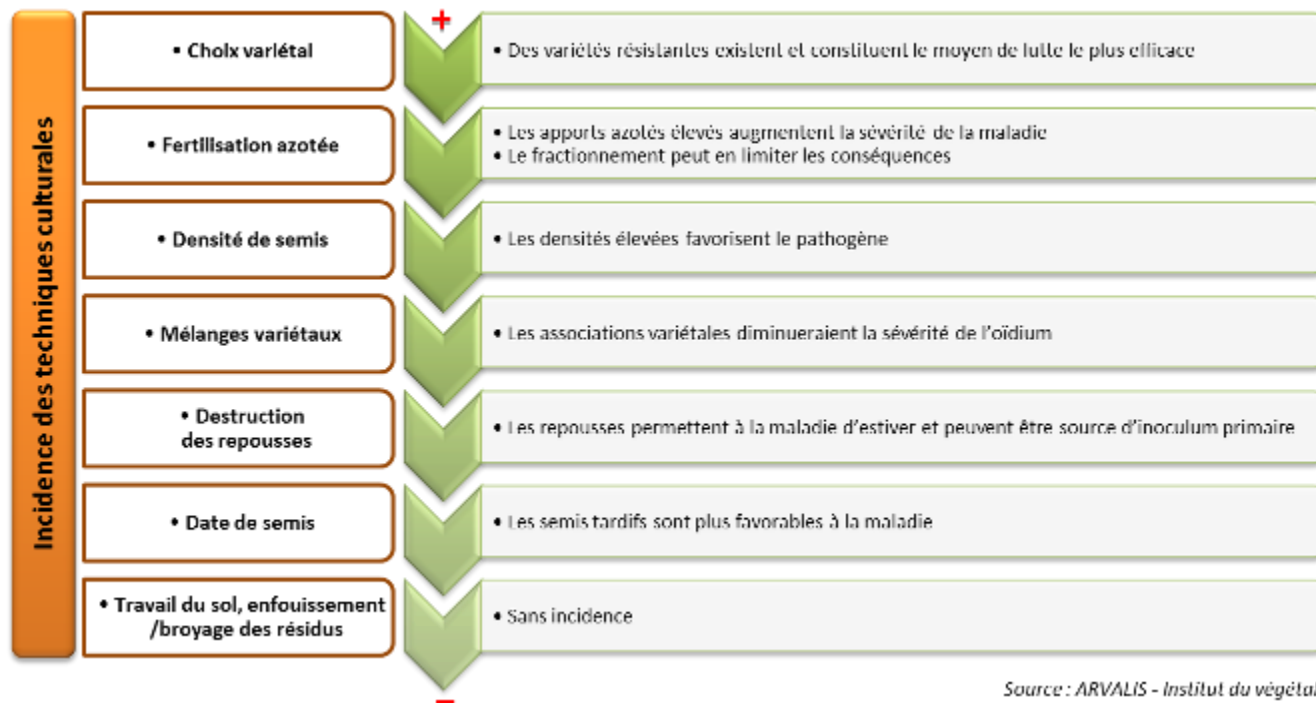 Incidence des techniques culturales
+
• Choix variétal
• Des variétés résistantes existent et constituent le moyen de lutte le plus efficace
• Fertilisation azotée
• Les apports azotés élevés augmentent la sévérité de la maladie
• Le fractionnement peut en limiter les conséquences
• Densité de semis
• Les densités élevées favorisent le pathogène
• Mélanges variétaux
• Les associations variétales diminueraient la sévérité de l'oïdium
• Destruction
des repousses
• Les repousses permettent à la maladie d'estiver et peuvent être source d'inoculum primaire
• Date de semis
• Les semis tardifs sont plus favorables à la maladie
• Travail du sol, enfouissement
/broyage des résidus
• Sans incidence
–
Source : ARVALIS - Institut du végétal